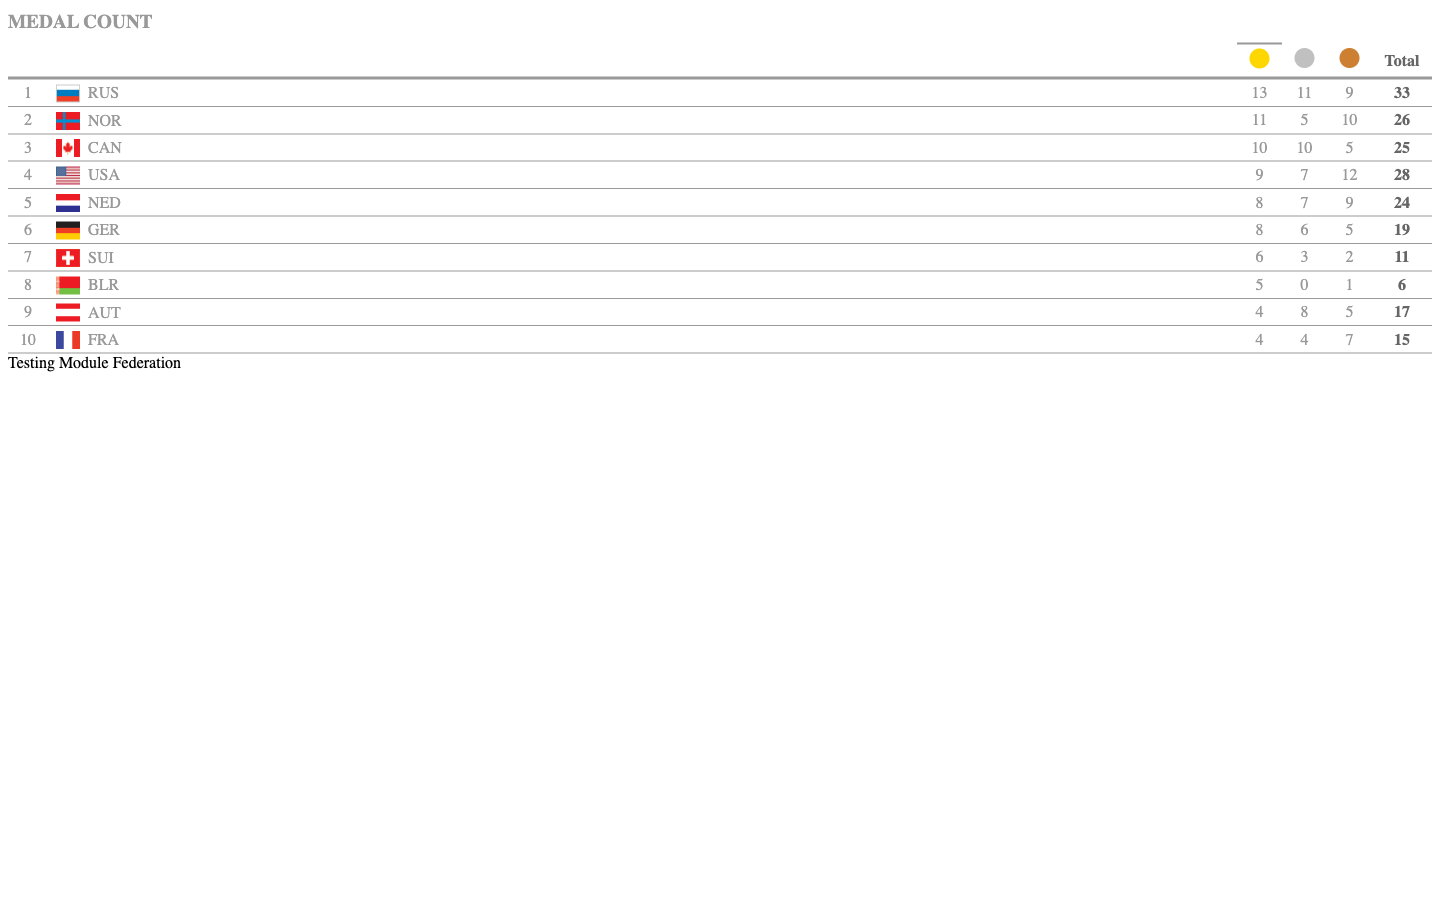 MEDAL COUNT
Total
1 RUS 13 11 9 33
2 NOR 11 5 10 26
3 CAN 10 10 5 25
4 USA 9 7 12 28
5 NED 8 7 9 24
6 GER 8 6 5 19
7 SUI 6 3 2 11
8 BLR 5 0 1 6
9 AUT 4 8 5 17
10 FRA 4 4 7 15
Testing Module Federation